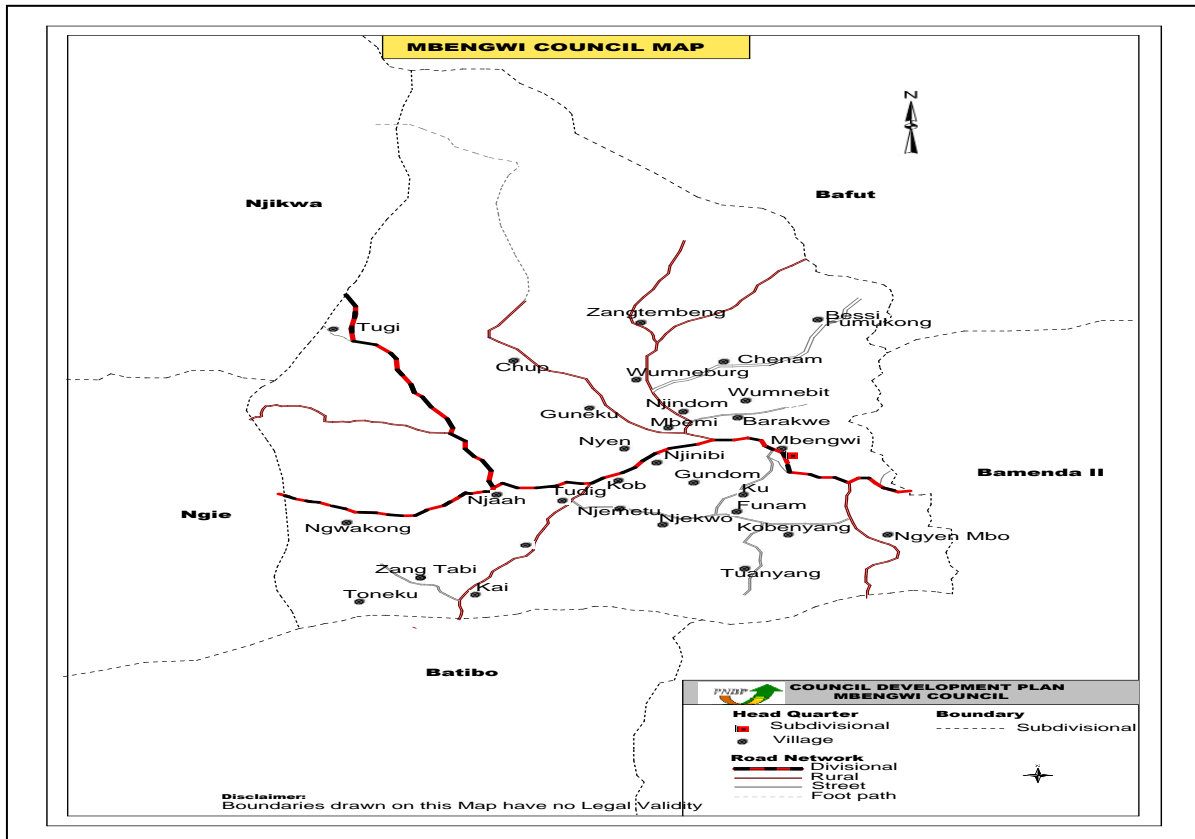 MBENGWI COUNCIL MAP
N
Njikwa
Bafut
Tugi
Zangtembeng
Bessi
Fumukong
Chup
Chenam
Wumneburg
Wumnebit
Guneku
Njindom
Mbemi
Barakwe
Nyen
Mbengwi
Njinibi
Bamenda II
Gundom
Kob
Ku
Njaah
Tudig
Ngie
Njemetu
Funam
Ngwakong
Njekwo
Kobenyang
Ngyen Mbo
Zang Tabi
Tuanyang
Toneku
Kai
Batibo
PNDP
COUNCIL DEVELOPMENT PLAN
MBENGWI COUNCIL
Head Quarter
Subdivisional
Village
Boundary
Subdivisional
Road Network
Divisional
Rural
Street
Foot path
Disclaimer:
Boundaries drawn on this Map have no Legal Validity